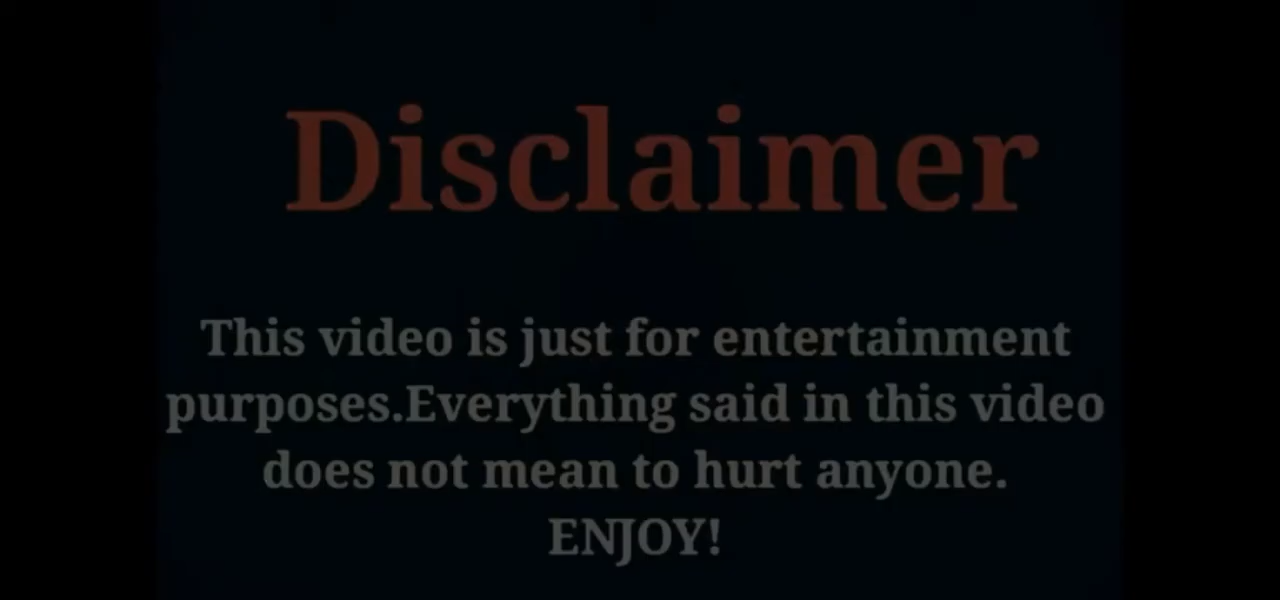 Disclaimer
This video is just for entertainment
purposes.Everything said in this video
does not mean to hurt anyone.
ENJOY!